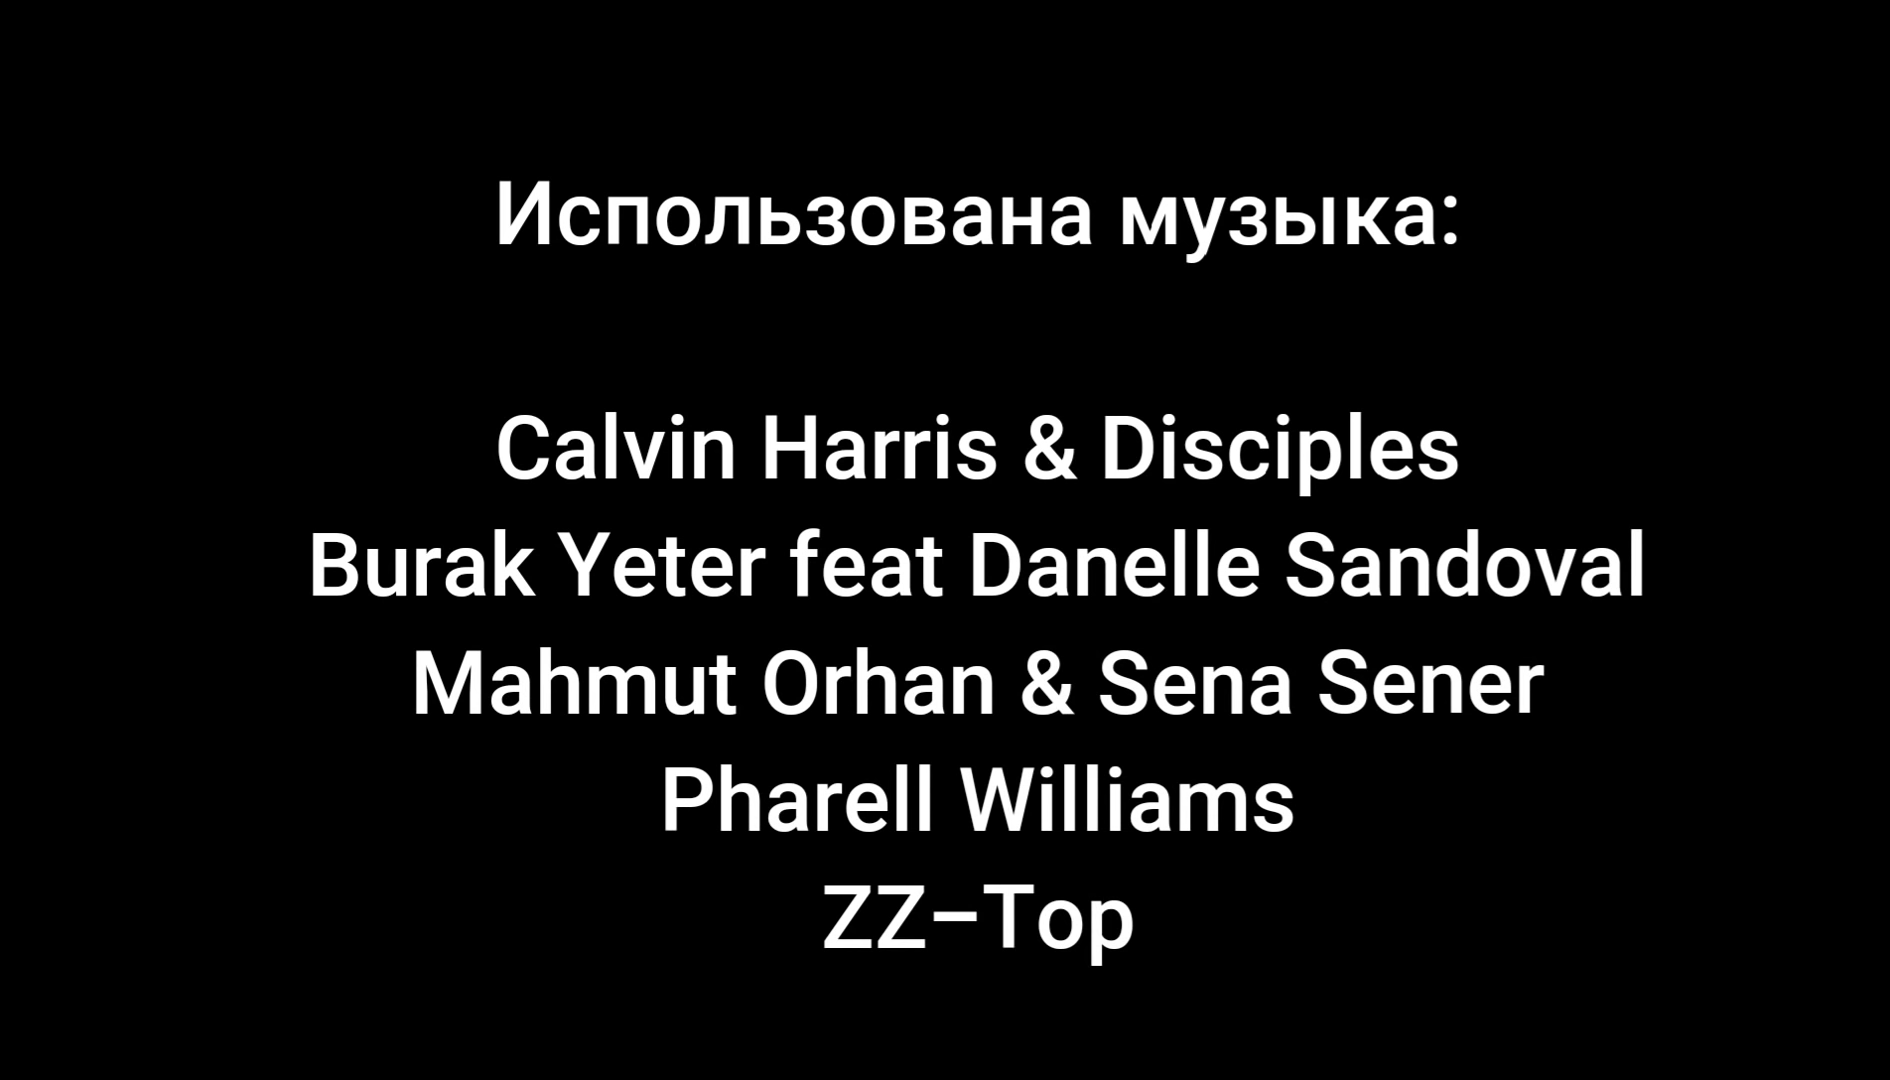 Использована музыка:
Calvin Harris & Disciples
Burak Yeter feat Danelle Sandoval
Mahmut Orhan & Sena Sener
Pharell Williams
ZZ–Top